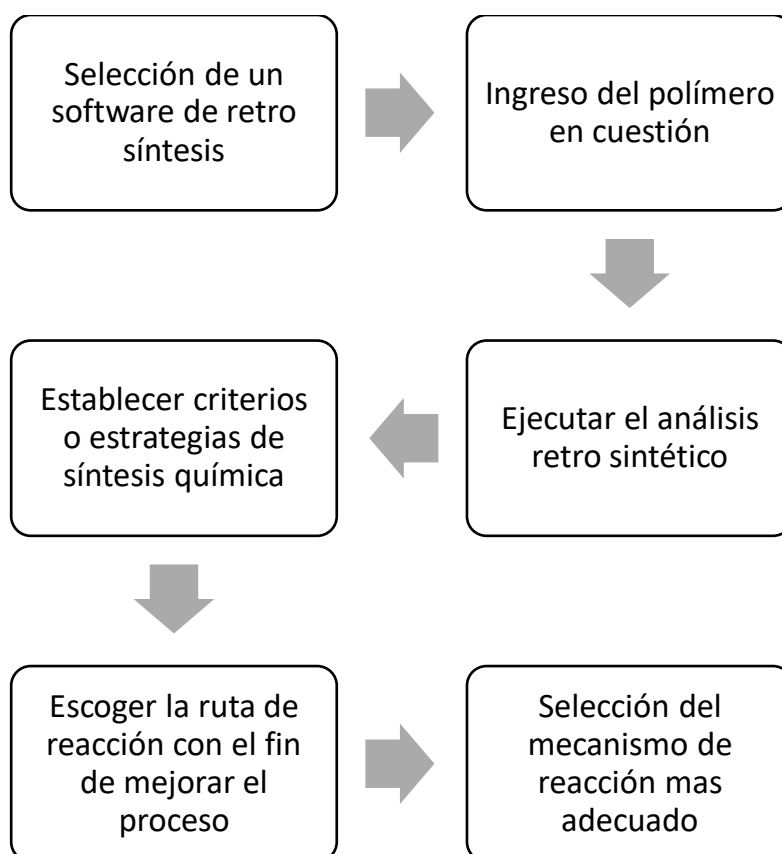 Selección de un
software de retro
síntesis
Ingreso del polímero
en cuestión
Ejecutar el análisis
retro sintético
Establecer criterios
o estrategias de
síntesis química
Escoger la ruta de
reacción con el fin
de mejorar el
proceso
Selección del
mecanismo de
reacción mas
adecuado